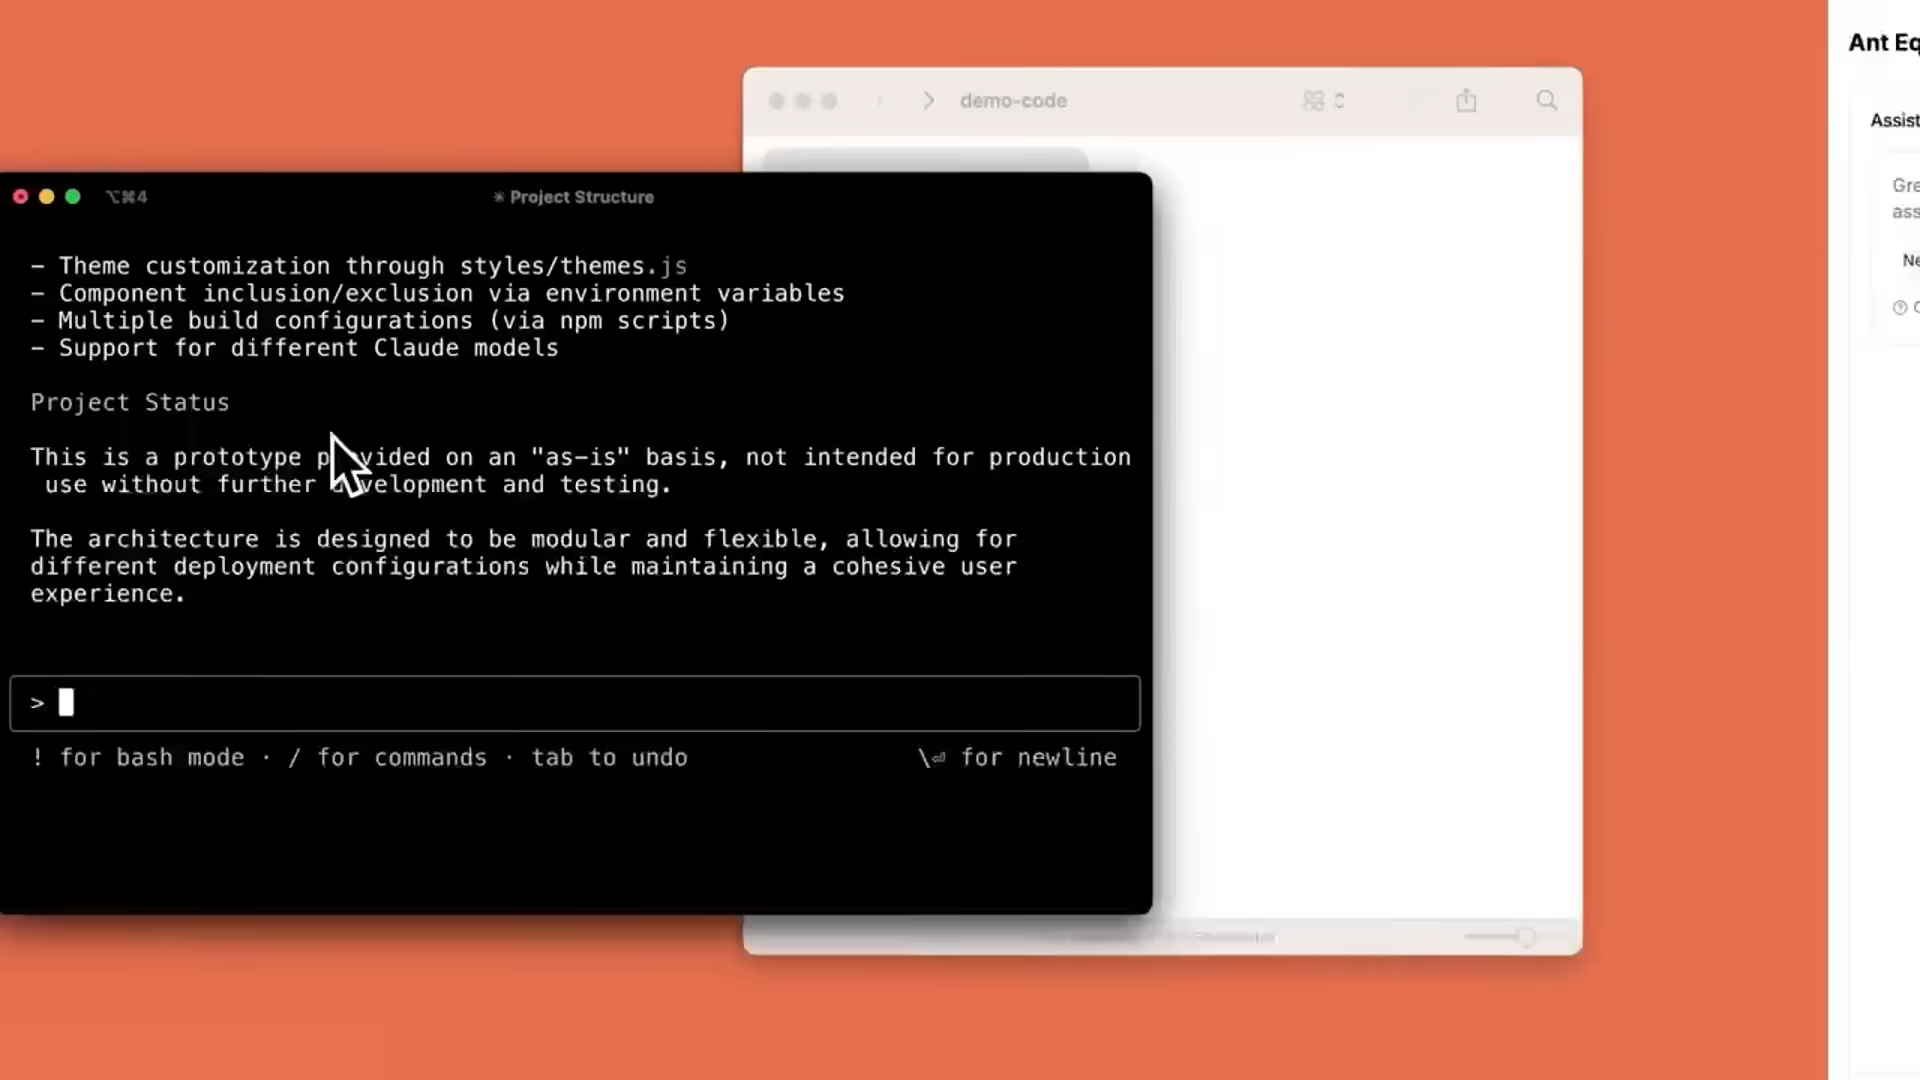 demo-code
⌥⌘4
✳ Project Structure
– Theme customization through styles/themes.js
– Component inclusion/exclusion via environment variables
– Multiple build configurations (via npm scripts)
– Support for different Claude models
Project Status
This is a prototype provided on an "as-is" basis, not intended for production
use without further development and testing.
The architecture is designed to be modular and flexible, allowing for
different deployment configurations while maintaining a cohesive user
experience.
>
! for bash mode · / for commands · tab to undo
\⏎ for newline
Ant Eq
Assist
Gre
ass
Ne